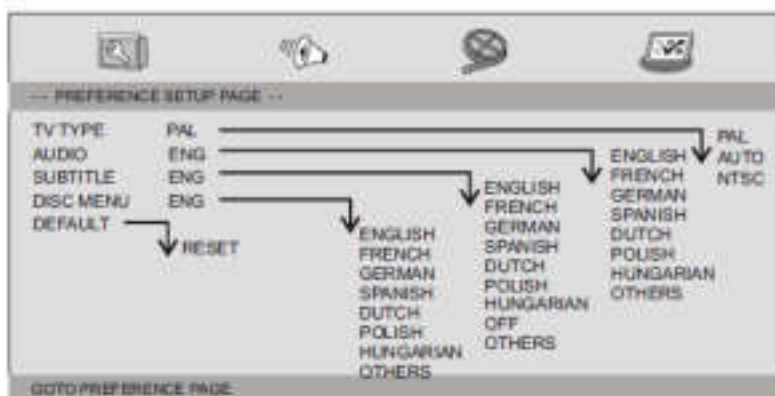 -- PREFERENCE SETUP PAGE --
TV TYPE PAL
AUDIO ENG
SUBTITLE ENG
DISC MENU ENG
DEFAULT
RESET
ENGLISH
FRENCH
GERMAN
SPANISH
DUTCH
POLISH
HUNGARIAN
OTHERS
ENGLISH
FRENCH
GERMAN
SPANISH
DUTCH
POLISH
HUNGARIAN
OFF
OTHERS
ENGLISH
FRENCH
GERMAN
SPANISH
DUTCH
POLISH
HUNGARIAN
OTHERS
PAL
AUTO
NTSC
GOTO PREFERENCE PAGE